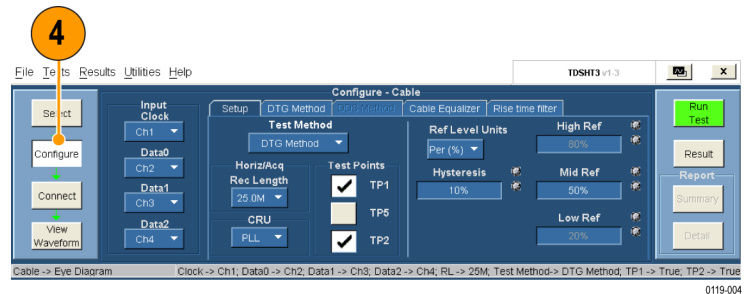 4
File Tests Results Utilities Help
TDSHT3 v1-3
x
Configure - Cable
Select
Configure
Connect
View
Waveform
Input
Clock
Ch1
Data0
Ch2
Data1
Ch3
Data2
Ch4
Setup DTG Method DDS Method Cable Equalizer Rise time filter
Test Method
DTG Method
Horiz/Acq
Rec Length
25.0M
CRU
PLL
Test Points
TP1
TP5
TP2
Ref Level Units
Per (%)
Hysteresis
10%
High Ref
80%
Mid Ref
50%
Low Ref
20%
Run
Test
Result
Report
Summary
Detail
Cable -> Eye Diagram Clock -> Ch1; Data0 -> Ch2; Data1 -> Ch3; Data2 -> Ch4; RL -> 25M; Test Method-> DTG Method; TP1 -> True; TP2 -> True
0119-004